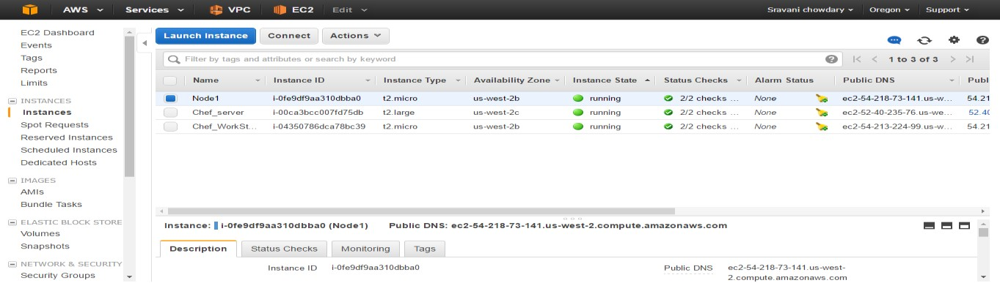 AWS Services VPC EC2 Edit Sravani chowdary Oregon Support
EC2 Dashboard
Events
Tags
Reports
Limits
INSTANCES
Instances
Spot Requests
Reserved Instances
Scheduled Instances
Dedicated Hosts
IMAGES
AMIs
Bundle Tasks
ELASTIC BLOCK STORE
Volumes
Snapshots
NETWORK & SECURITY
Security Groups
Launch Instance Connect Actions
Filter by tags and attributes or search by keyword ? 1 to 3 of 3
Name Instance ID Instance Type Availability Zone Instance State Status Checks Alarm Status Public DNS Publ
Node1 i-0fe9df9aa310dbba0 t2.micro us-west-2b running 2/2 checks ... None ec2-54-218-73-141.us-w... 54.21
Chef_server i-00ca3bcc007fd75db t2.large us-west-2c running 2/2 checks ... None ec2-52-40-235-76.us-we... 52.40
Chef_WorkSt... i-04350786dca78bc39 t2.micro us-west-2b running 2/2 checks ... None ec2-54-213-224-99.us-w... 54.21
Instance: i-0fe9df9aa310dbba0 (Node1) Public DNS: ec2-54-218-73-141.us-west-2.compute.amazonaws.com
Description Status Checks Monitoring Tags
Instance ID i-0fe9df9aa310dbba0 Public DNS ec2-54-218-73-141.us-west-
2.compute.amazonaws.com